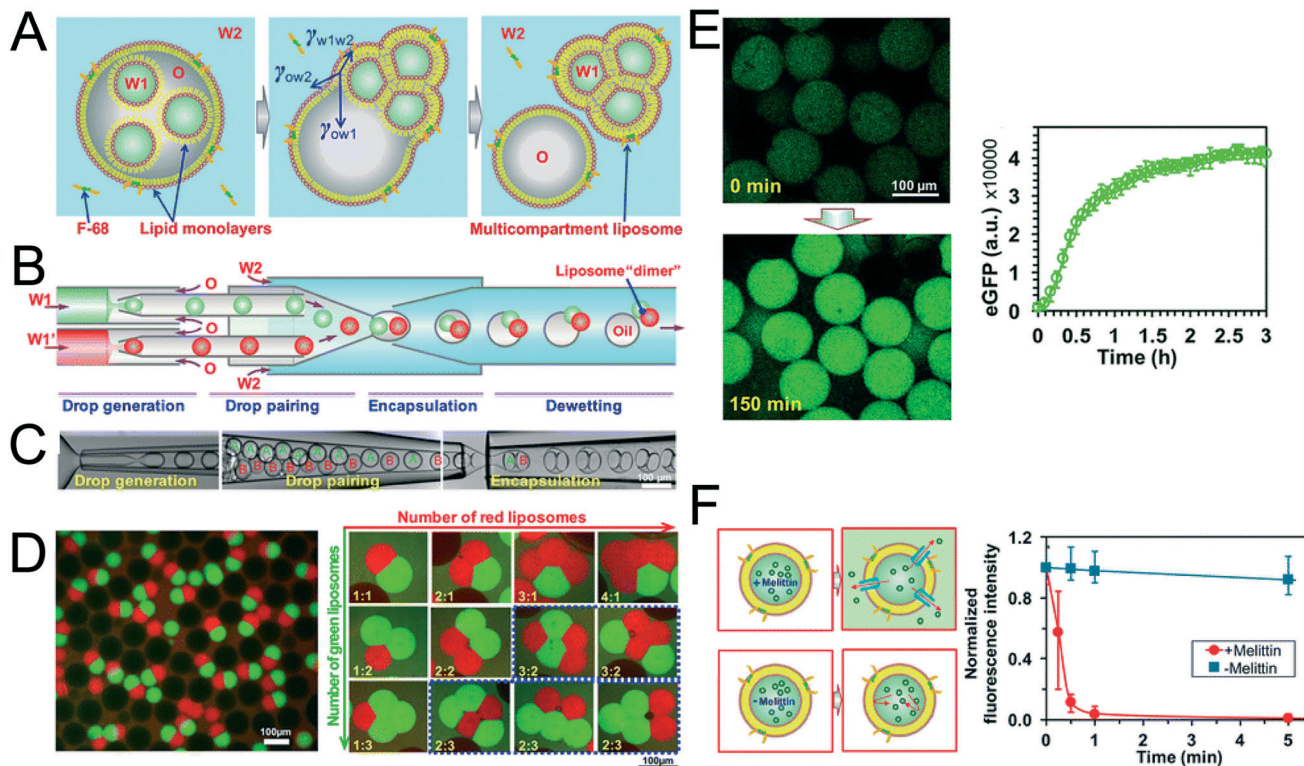 A
W2
O
W1
F-68
Lipid monolayers
γw1w2
γow2
γow1
W2
W1
O
Multicompartment liposome
B
W1
W1'
O
O
O
W2
W2
Oil
Liposome"dimer"
Drop generation
Drop pairing
Encapsulation
Dewetting
C
A A A A A A A
B B B B B B B B
A B
Drop generation
Drop pairing
Encapsulation
100 µm
D
100µm
Number of red liposomes
Number of green liposomes
1:1
2:1
3:1
4:1
1:2
2:2
3:2
3:2
1:3
2:3
2:3
2:3
100µm
E
0 min
100 µm
150 min
eGFP (a.u.) x10000
4
3
2
1
0
0
0.5
1
1.5
2
2.5
3
Time (h)
F
+Melittin
-Melittin
Normalized
fluorescence intensity
1.2
0.8
0.4
0.0
+Melittin
-Melittin
0
1
2
3
4
5
Time (min)